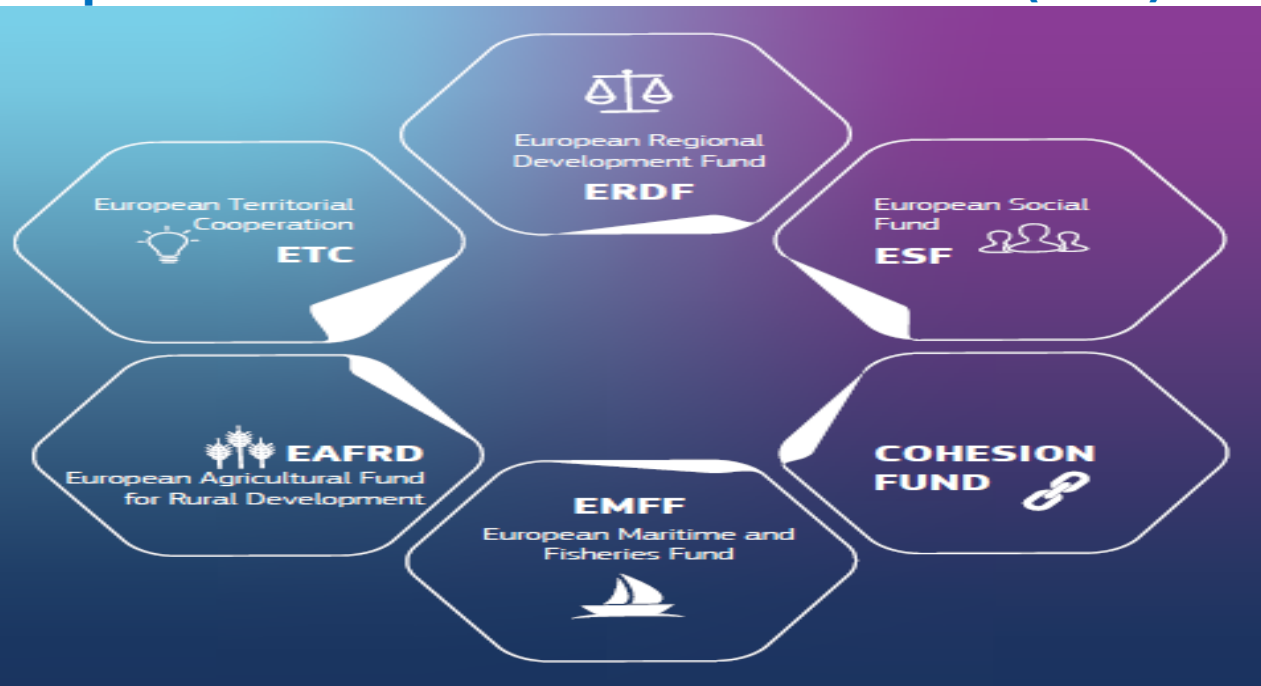 European Regional
Development Fund
ERDF
European Territorial
Cooperation
ETC
European Social
Fund
ESF
EAFRD
European Agricultural Fund
for Rural Development
EMFF
European Maritime and
Fisheries Fund
COHESION
FUND